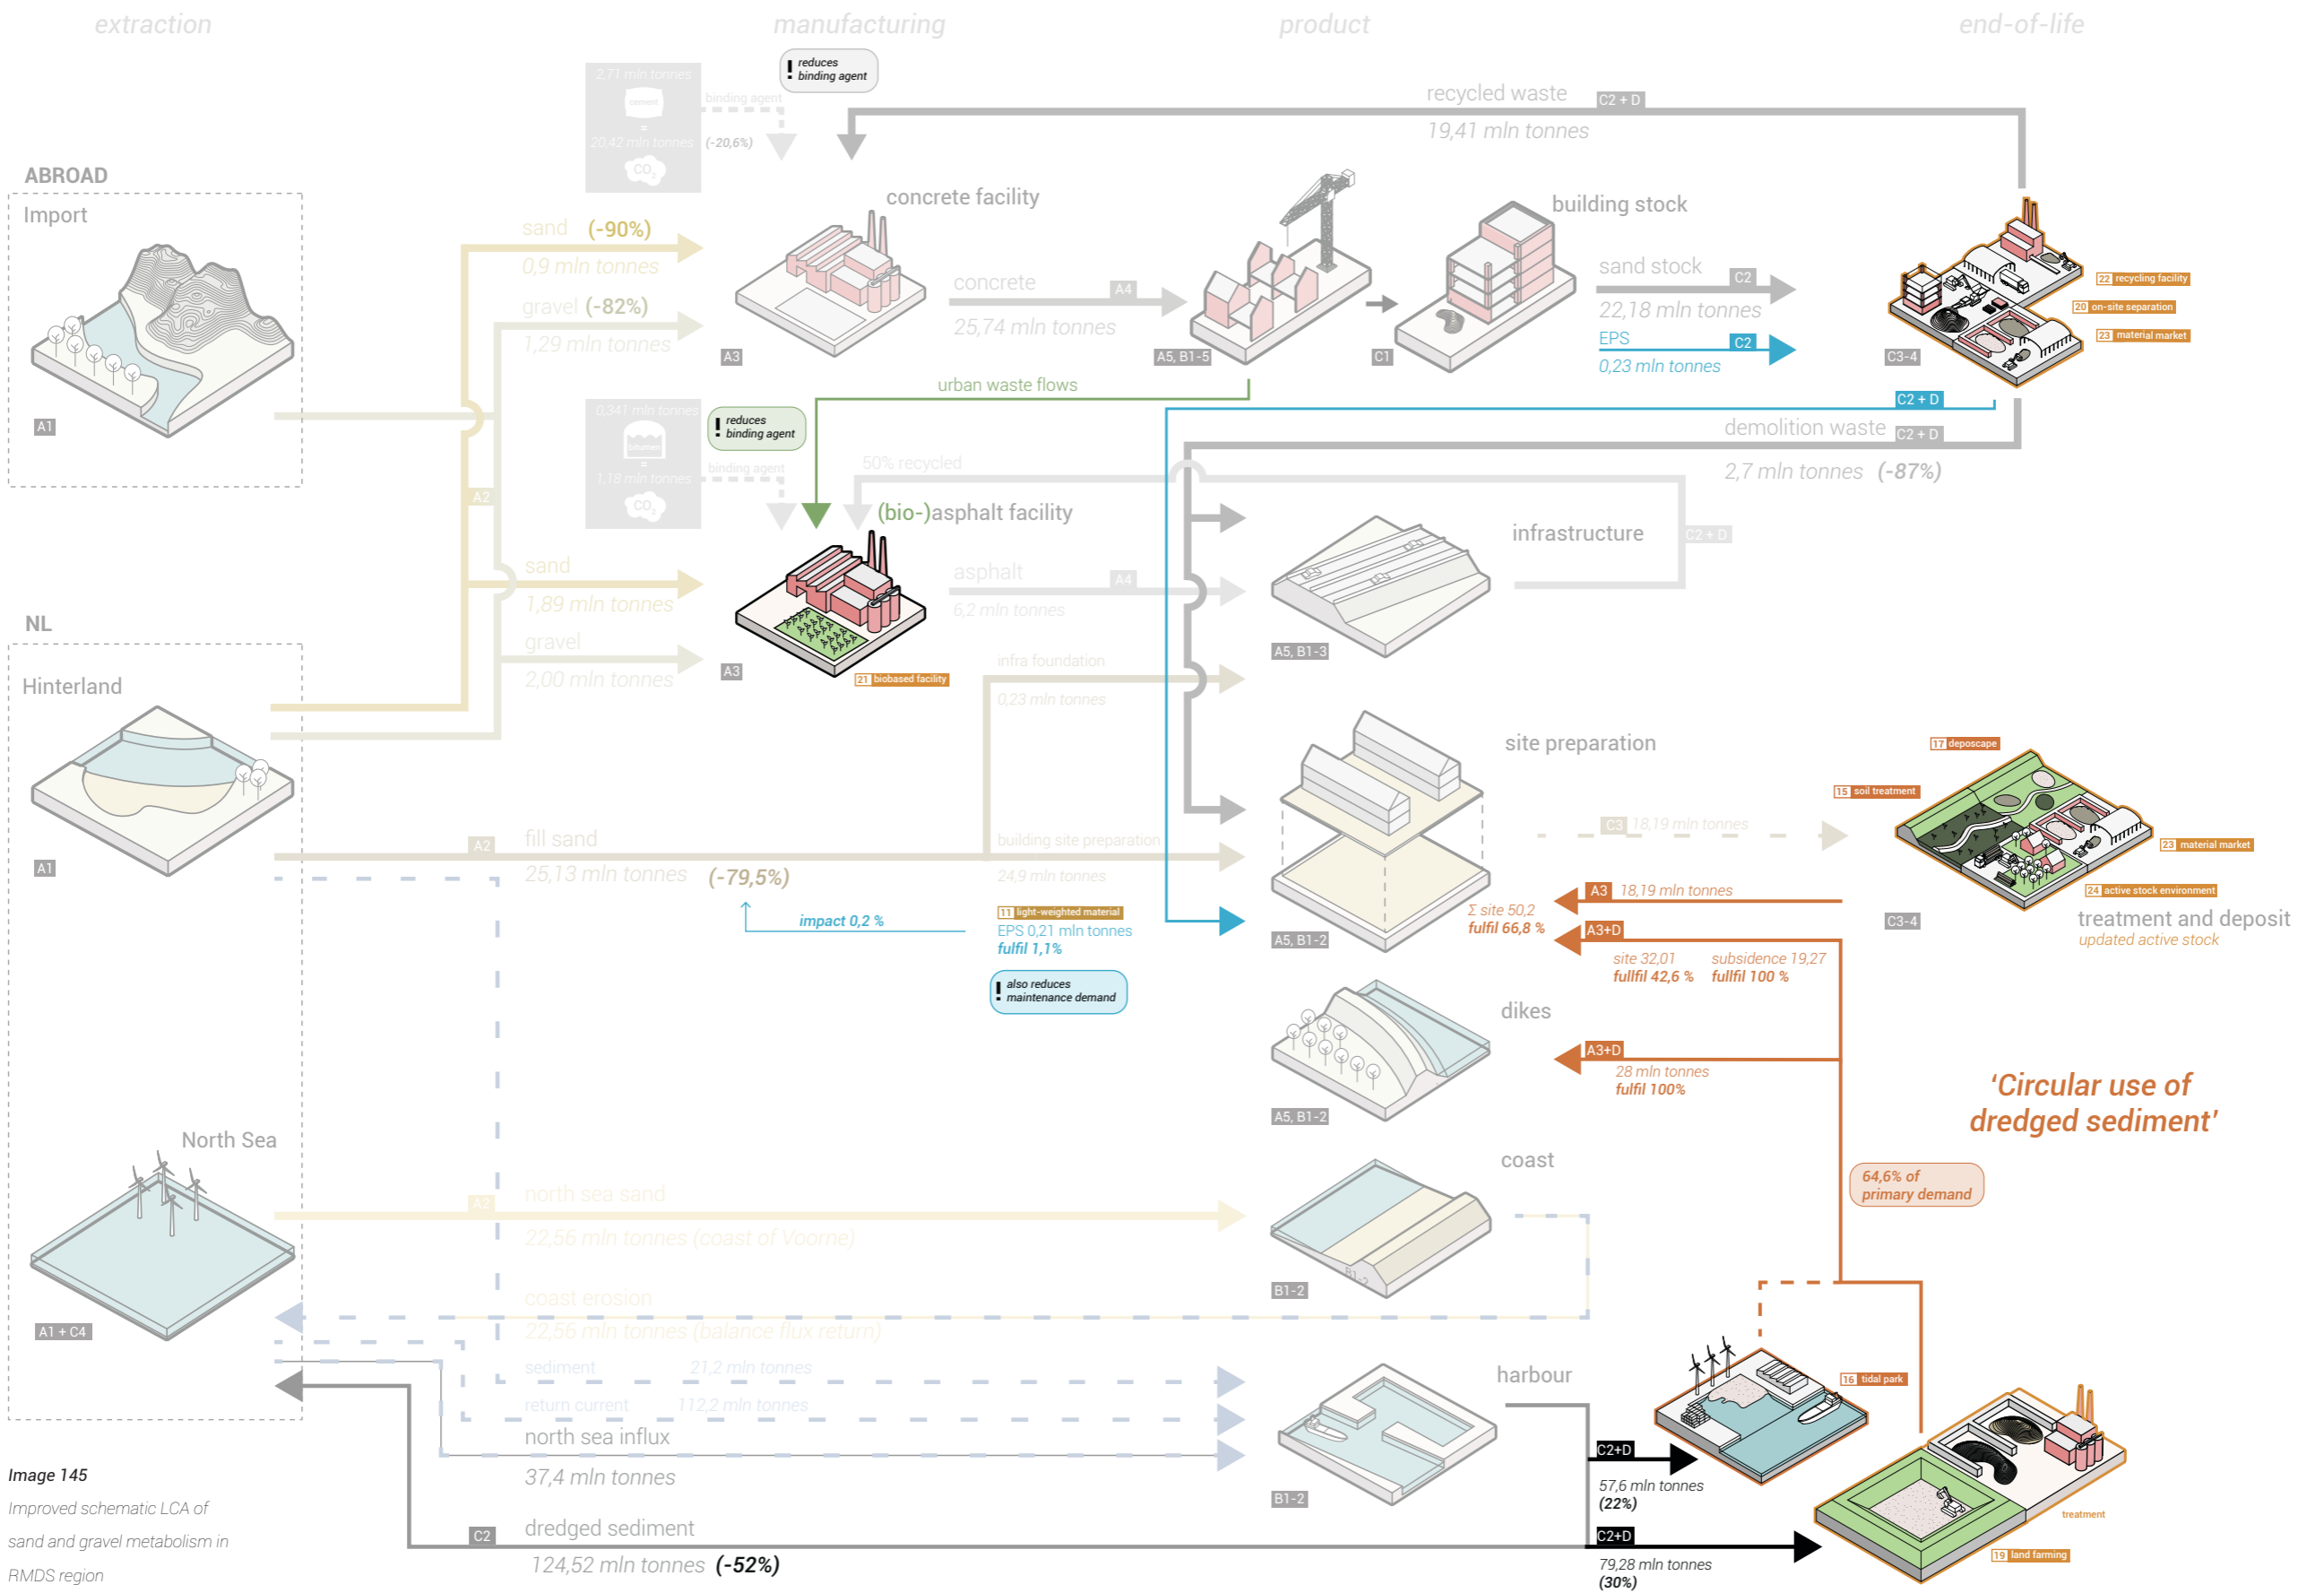 extraction
manufacturing
product
end-of-life
2,71 mln tonnes
cement
=
20,42 mln tonnes
CO2
binding agent
(-20,6%)
! reduces
binding agent
recycled waste
C2 + D
19,41 mln tonnes
ABROAD
Import
A1
sand (-90%)
0,9 mln tonnes
gravel (-82%)
1,29 mln tonnes
concrete facility
A3
concrete
A4
25,74 mln tonnes
A5, B1-5
building stock
C1
sand stock
C2
22,18 mln tonnes
EPS
C2
0,23 mln tonnes
22 recycling facility
20 on-site separation
23 material market
C3-4
urban waste flows
C2 + D
demolition waste
C2 + D
2,7 mln tonnes (-87%)
0,341 mln tonnes
bitumen
=
1,18 mln tonnes
CO2
! reduces
binding agent
binding agent
50% recycled
A2
(bio-)asphalt facility
sand
1,89 mln tonnes
gravel
2,00 mln tonnes
A3
21 biobased facility
asphalt
A4
6,2 mln tonnes
infrastructure
C2 + D
A5, B1-3
infra foundation
0,23 mln tonnes
NL
Hinterland
A1
A2
fill sand
25,13 mln tonnes (-79,5%)
building site preparation
24,9 mln tonnes
impact 0,2 %
11 light-weighted material
EPS 0,21 mln tonnes
fulfil 1,1%
! also reduces
maintenance demand
site preparation
A5, B1-2
C3 18,19 mln tonnes
17 deposcape
15 soil treatment
23 material market
24 active stock environment
C3-4
treatment and deposit
updated active stock
A3 18,19 mln tonnes
Σ site 50,2
fulfil 66,8 %
A3+D
site 32,01
fullfil 42,6 %
subsidence 19,27
fullfil 100 %
dikes
A5, B1-2
A3+D
28 mln tonnes
fulfil 100%
'Circular use of
dredged sediment'
64,6% of
primary demand
North Sea
A1 + C4
A2
north sea sand
22,56 mln tonnes (coast of Voorne)
coast
B1-2
B1-2
coast erosion
22,56 mln tonnes (balance flux return)
sediment 21,2 mln tonnes
return current 112,2 mln tonnes
north sea influx
37,4 mln tonnes
harbour
B1-2
16 tidal park
C2+D
57,6 mln tonnes
(22%)
C2
dredged sediment
124,52 mln tonnes (-52%)
C2+D
79,28 mln tonnes
(30%)
treatment
19 land farming
Image 145
Improved schematic LCA of
sand and gravel metabolism in
RMDS region